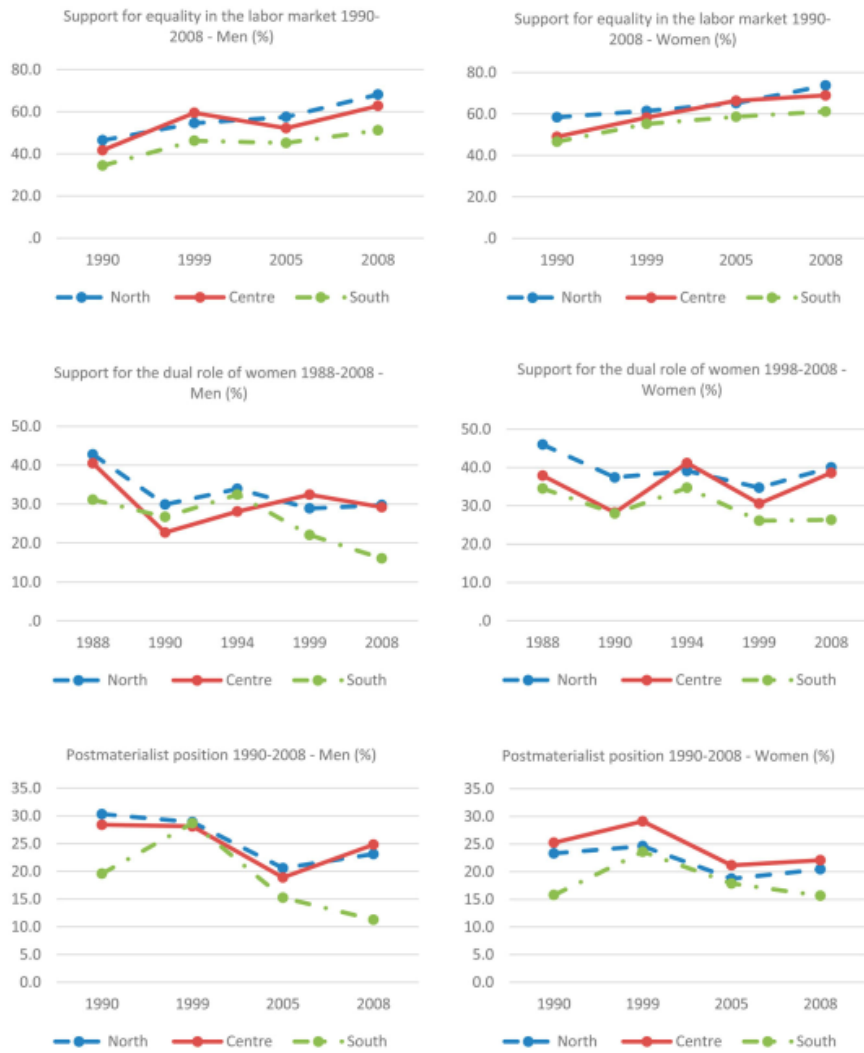 Support for equality in the labor market 1990-
2008 - Men (%)
80.0
60.0
40.0
20.0
.0
1990 1999 2005 2008
North Centre South
Support for equality in the labor market 1990-
2008 - Women (%)
80.0
60.0
40.0
20.0
.0
1990 1999 2005 2008
North Centre South
Support for the dual role of women 1988-2008 -
Men (%)
50.0
40.0
30.0
20.0
10.0
.0
1988 1990 1994 1999 2008
North Centre South
Support for the dual role of women 1998-2008 -
Women (%)
50.0
40.0
30.0
20.0
10.0
.0
1988 1990 1994 1999 2008
North Centre South
Postmaterialist position 1990-2008 - Men (%)
35.0
30.0
25.0
20.0
15.0
10.0
5.0
0.0
1990 1999 2005 2008
North Centre South
Postmaterialist position 1990-2008 - Women (%)
35.0
30.0
25.0
20.0
15.0
10.0
5.0
0.0
1990 1999 2005 2008
North Centre South